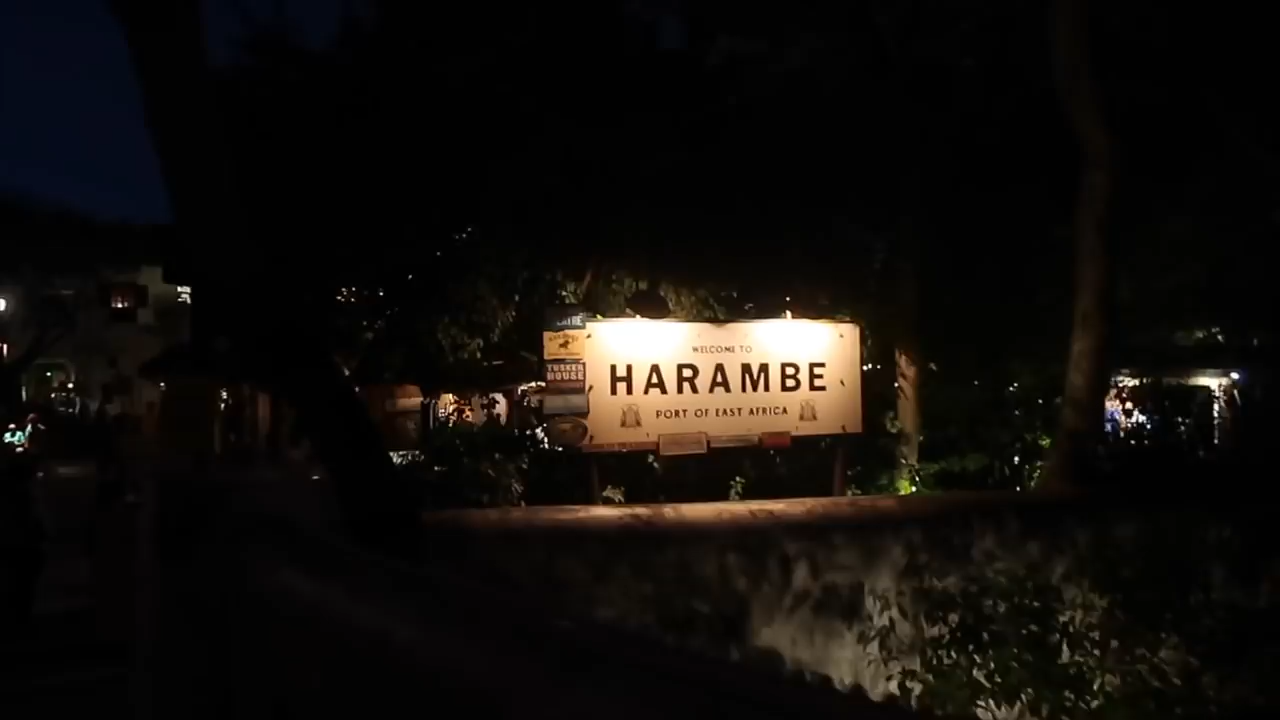 WELCOME TO
HARAMBE
PORT OF EAST AFRICA
TUSKER
HOUSE